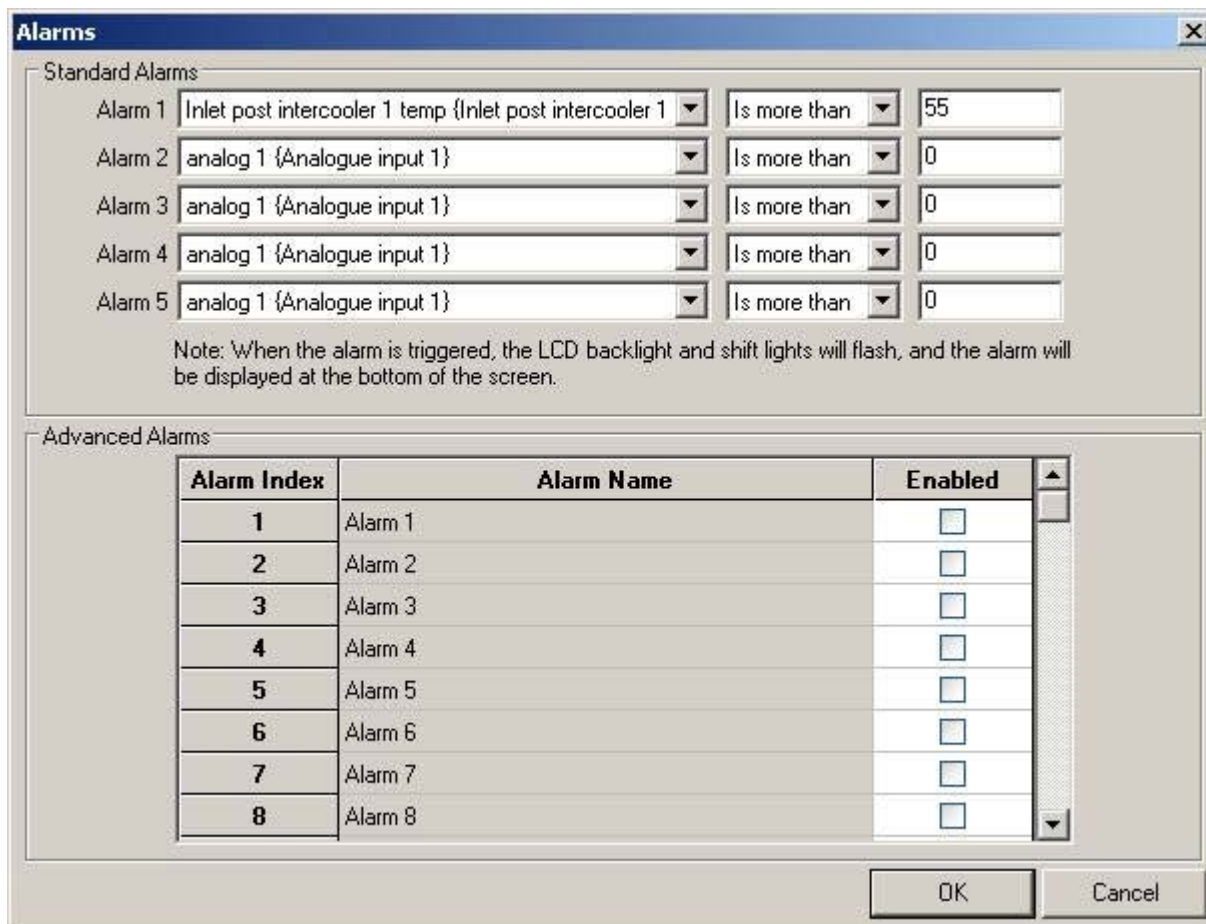 Alarms
Standard Alarms
Alarm 1 Inlet post intercooler 1 temp {Inlet post intercooler 1 Is more than 55
Alarm 2 analog 1 {Analogue input 1} Is more than 0
Alarm 3 analog 1 {Analogue input 1} Is more than 0
Alarm 4 analog 1 {Analogue input 1} Is more than 0
Alarm 5 analog 1 {Analogue input 1} Is more than 0
Note: When the alarm is triggered, the LCD backlight and shift lights will flash, and the alarm will
be displayed at the bottom of the screen.
Advanced Alarms
Alarm Index Alarm Name Enabled
1 Alarm 1
2 Alarm 2
3 Alarm 3
4 Alarm 4
5 Alarm 5
6 Alarm 6
7 Alarm 7
8 Alarm 8
OK Cancel